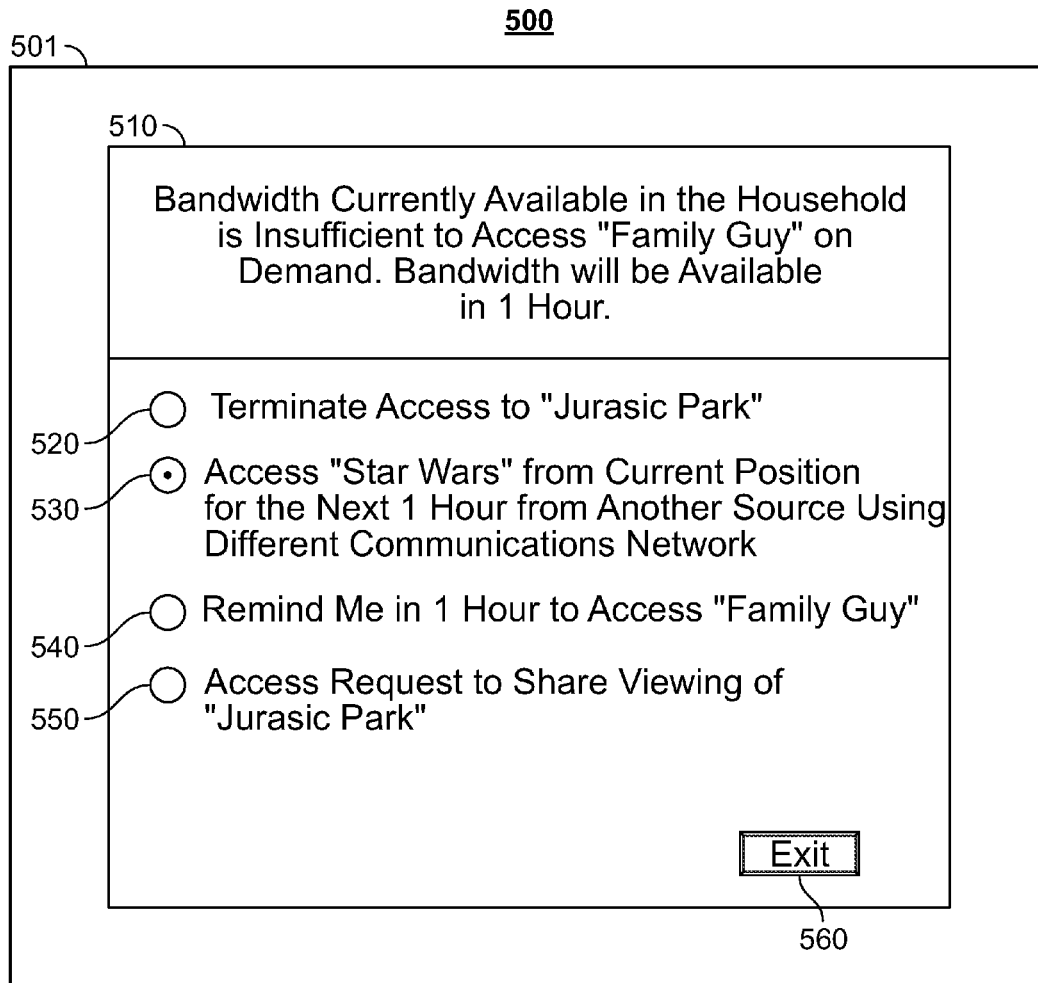 500
501
510
Bandwidth Currently Available in the Household
is Insufficient to Access "Family Guy" on
Demand. Bandwidth will be Available
in 1 Hour.
Terminate Access to "Jurasic Park"
520
Access "Star Wars" from Current Position
530
for the Next 1 Hour from Another Source Using
Different Communications Network
Remind Me in 1 Hour to Access "Family Guy"
540
Access Request to Share Viewing of
550
"Jurasic Park"
Exit
560